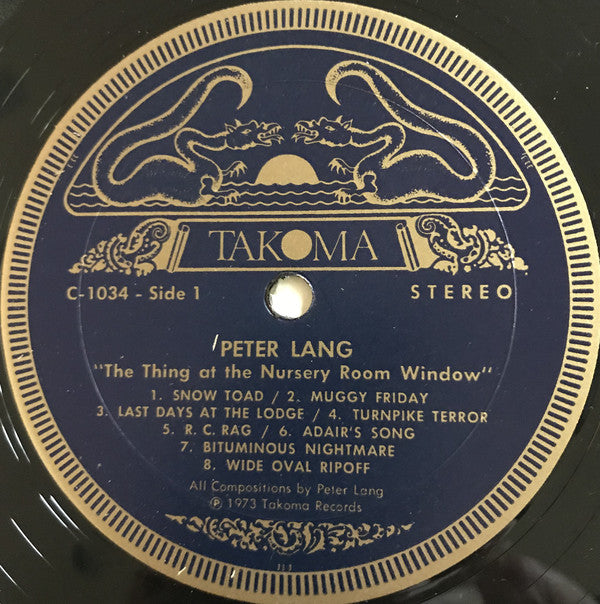 TAKOMA
C-1034 - Side 1
STEREO
PETER LANG
"The Thing at the Nursery Room Window"
1. SNOW TOAD / 2. MUGGY FRIDAY
3. LAST DAYS AT THE LODGE / 4. TURNPIKE TERROR
5. R. C. RAG / 6. ADAIR'S SONG
7. BITUMINOUS NIGHTMARE
8. WIDE OVAL RIPOFF
All Compositions by Peter Lang
Ⓟ 1973 Takoma Records